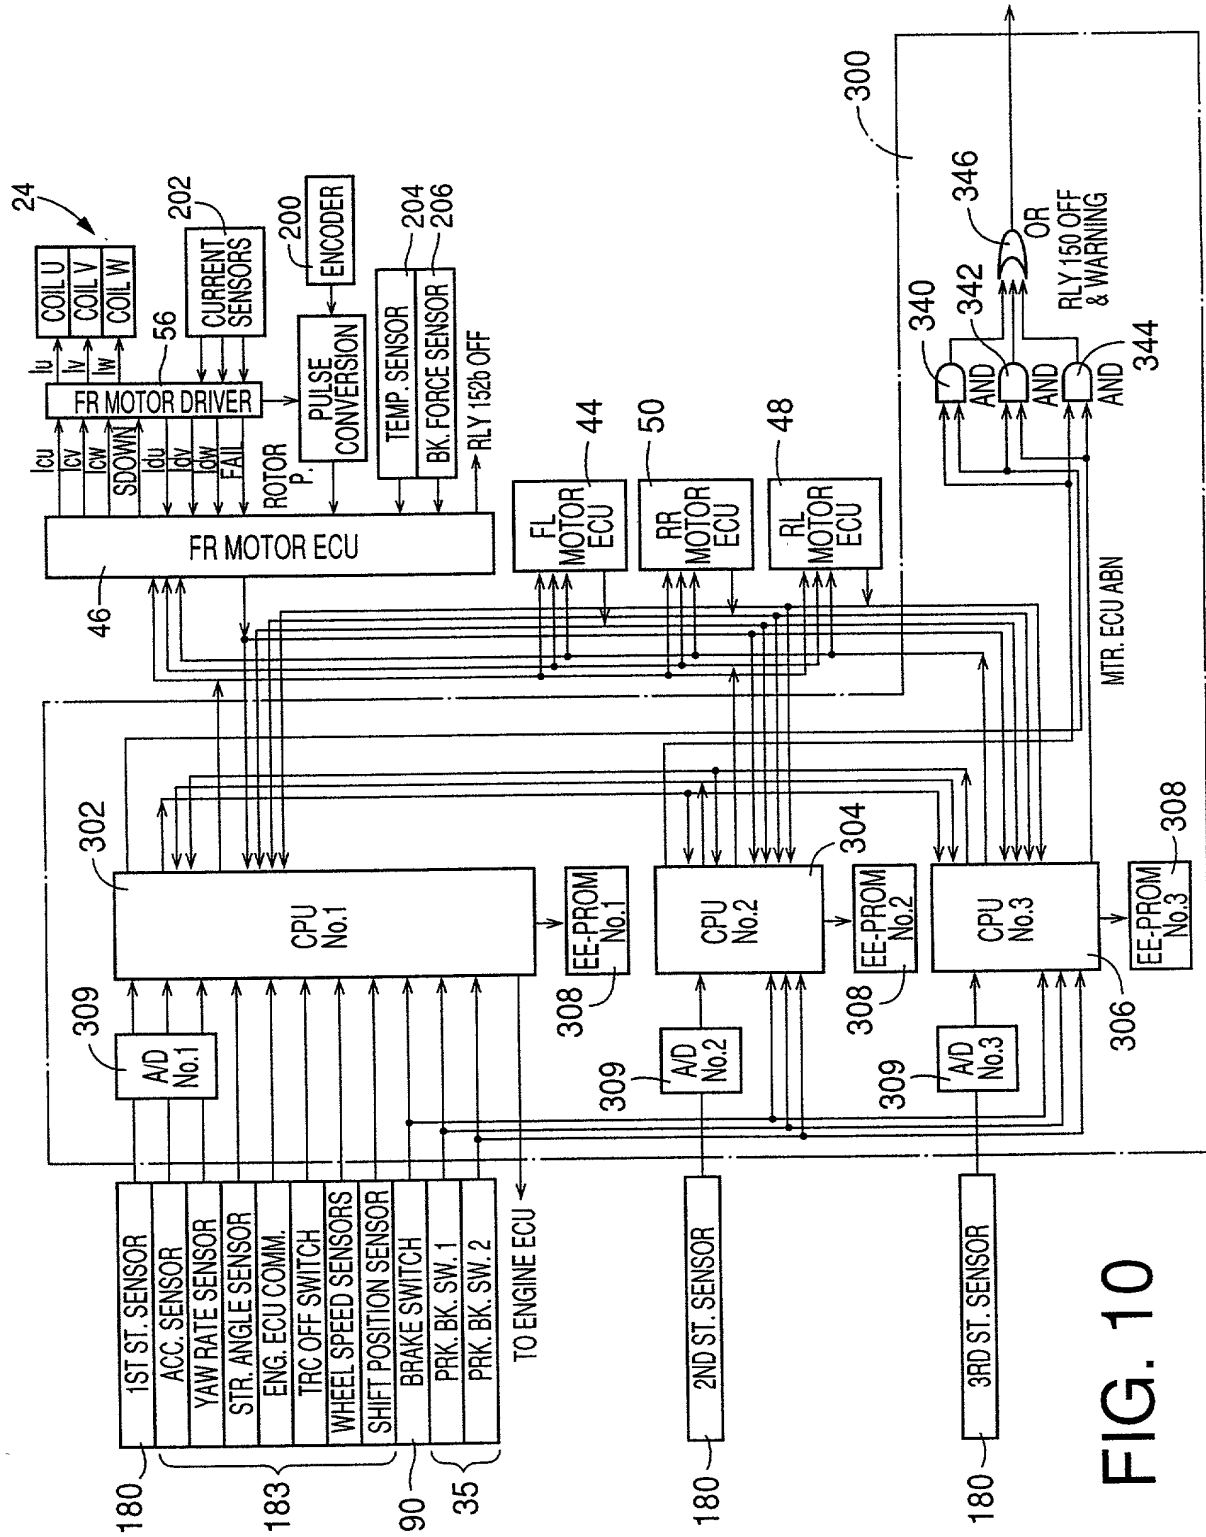 24
COIL U
COIL V
COIL W
202
CURRENT
SENSORS
200
ENCODER
204
206
Iu
Iv
Iw
56
FR MOTOR DRIVER
PULSE
CONVERSION
TEMP. SENSOR
BK. FORCE SENSOR
RLY 152b OFF
Icu
Icv
Icw
SDOWN
Idu
Idv
Idw
FAIL
ROTOR
P.
46
FR MOTOR ECU
44
FL
MOTOR
ECU
50
RR
MOTOR
ECU
48
RL
MOTOR
ECU
300
340
342
344
346
AND
AND
AND
OR
RLY 150 OFF
& WARNING
MTR. ECU ABN
302
CPU
No.1
EE-PROM
No.1
308
304
CPU
No.2
EE-PROM
No.2
308
306
CPU
No.3
EE-PROM
No.3
308
309
A/D
No.1
309
A/D
No.2
309
A/D
No.3
1ST ST. SENSOR
ACC. SENSOR
YAW RATE SENSOR
STR. ANGLE SENSOR
ENG. ECU COMM.
TRC OFF SWITCH
WHEEL SPEED SENSORS
SHIFT POSITION SENSOR
BRAKE SWITCH
PRK. BK. SW. 1
PRK. BK. SW. 2
TO ENGINE ECU
2ND ST. SENSOR
3RD ST. SENSOR
180
183
90
35
180
180
FIG. 10